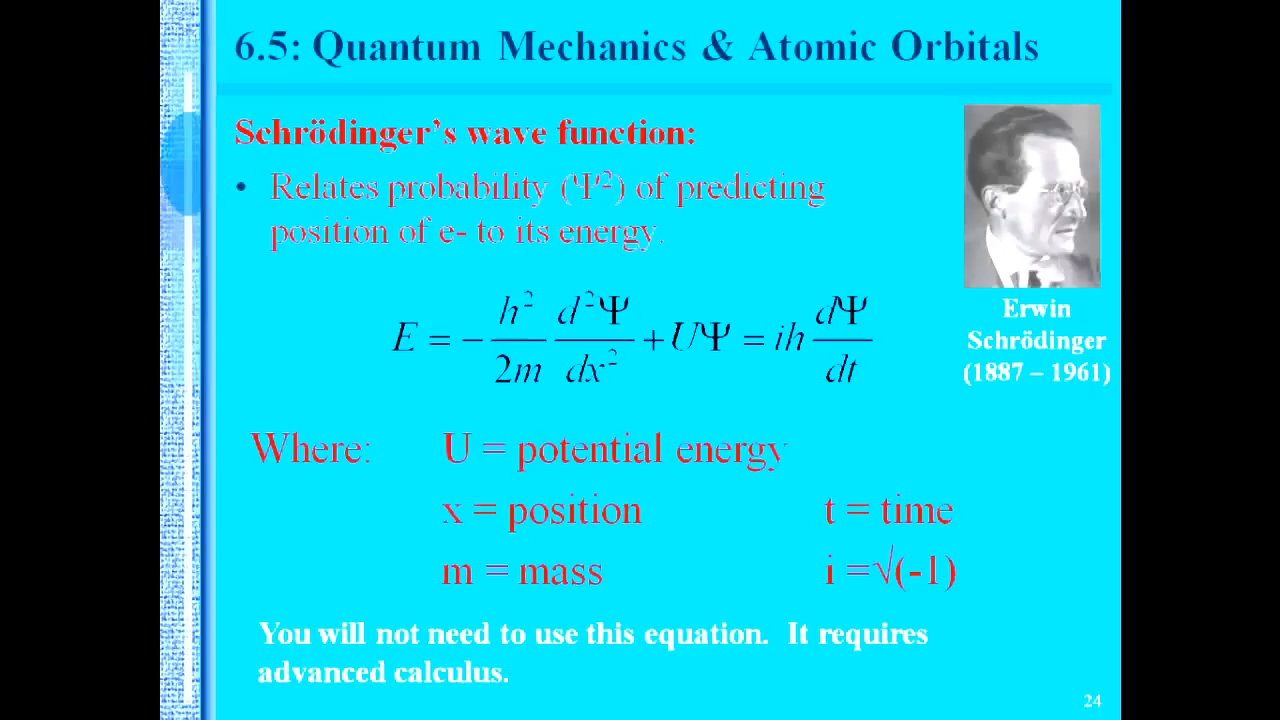 6.5: Quantum Mechanics & Atomic Orbitals
Schrödinger's wave function:
• Relates probability (Ψ²) of predicting
position of e- to its energy.
E = − h²/2m d²Ψ/dx² + UΨ = ih dΨ/dt
Erwin
Schrödinger
(1887 – 1961)
Where: U = potential energy
x = position t = time
m = mass i =√(-1)
You will not need to use this equation. It requires
advanced calculus.
24